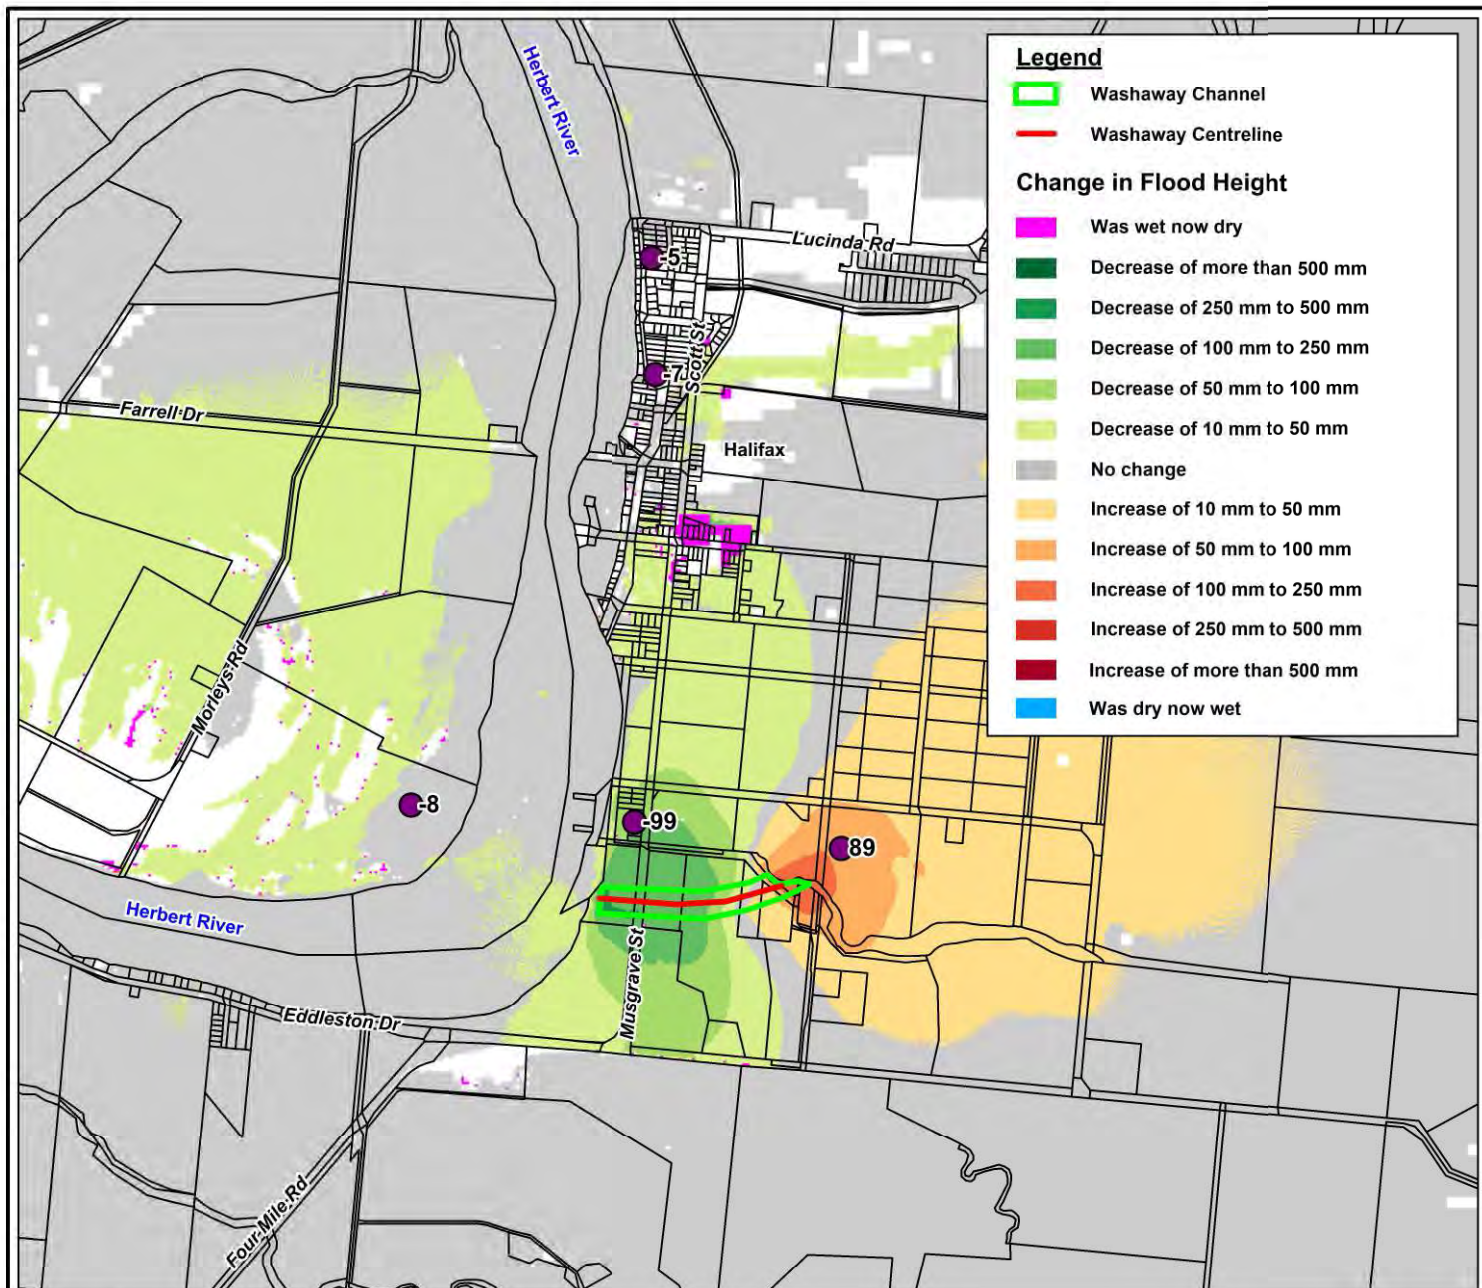 Legend
Washaway Channel
Washaway Centreline
Change in Flood Height
Was wet now dry
Decrease of more than 500 mm
Decrease of 250 mm to 500 mm
Decrease of 100 mm to 250 mm
Decrease of 50 mm to 100 mm
Decrease of 10 mm to 50 mm
No change
Increase of 10 mm to 50 mm
Increase of 50 mm to 100 mm
Increase of 100 mm to 250 mm
Increase of 250 mm to 500 mm
Increase of more than 500 mm
Was dry now wet
Herbert River
Lucinda Rd
-5
Scott St
-7
Farrell Dr
Halifax
Morleys Rd
-8
-99
89
Herbert River
Musgrave St
Eddleston Dr
Four Mile Rd